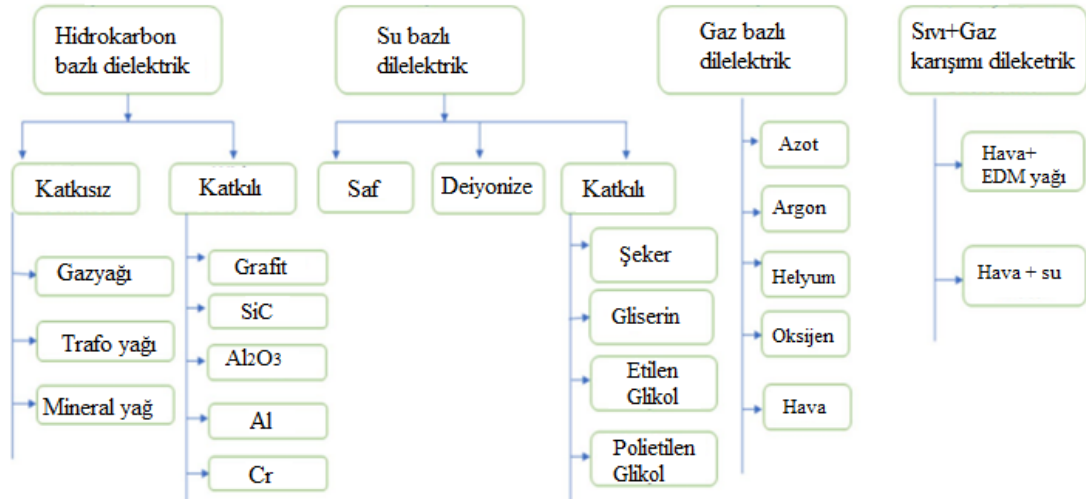 Hidrokarbon
bazlı dielektrik
Su bazlı
dilelektrik
Gaz bazlı
dilelektrik
Sıvı+Gaz
karışımı dileketrik
Katkısız
Katkılı
Saf
Deiyonize
Katkılı
Gazyağı
Trafo yağı
Mineral yağ
Grafit
SiC
Al2O3
Al
Cr
Şeker
Gliserin
Etilen
Glikol
Polietilen
Glikol
Azot
Argon
Helyum
Oksijen
Hava
Hava+
EDM yağı
Hava + su